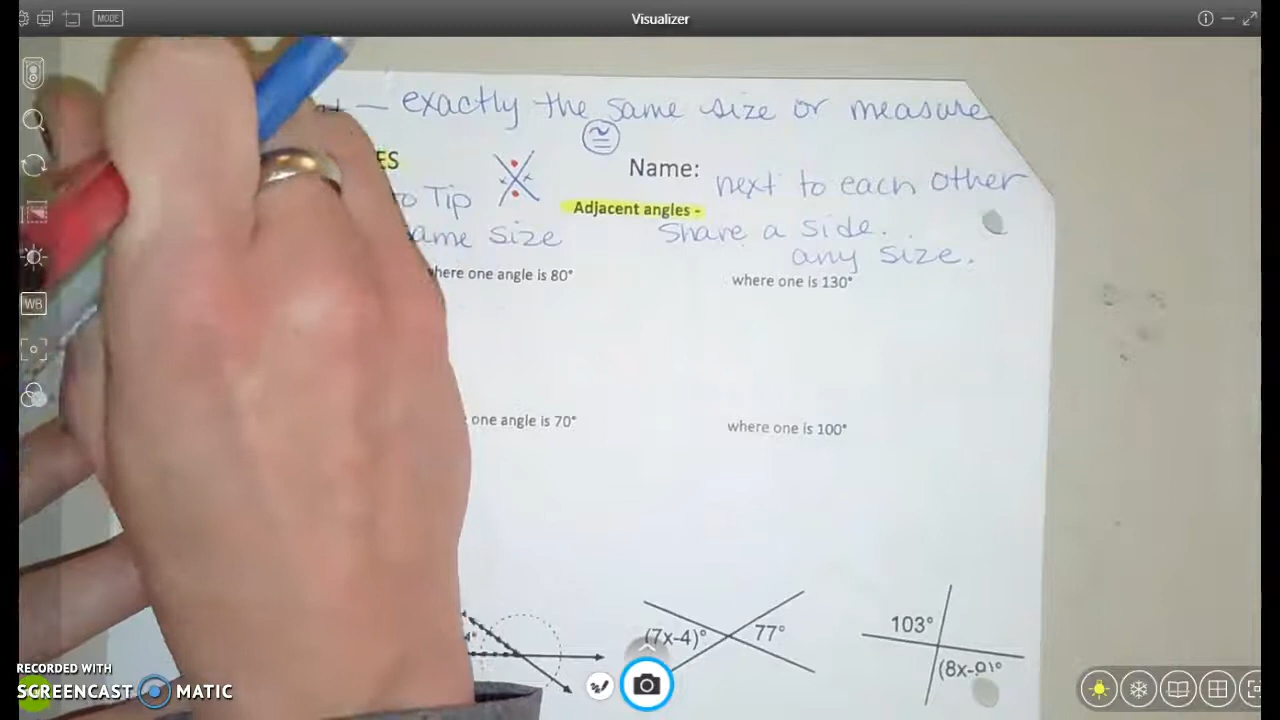 MODE
Visualizer
— exactly the same size or measure
≅
Name:
next to each other
to Tip
Adjacent angles -
share a side.
same size
any size.
where one angle is 80°
where one is 130°
WB
one angle is 70°
where one is 100°
103°
(7x-4)°
77°
RECORDED WITH
SCREENCAST MATIC